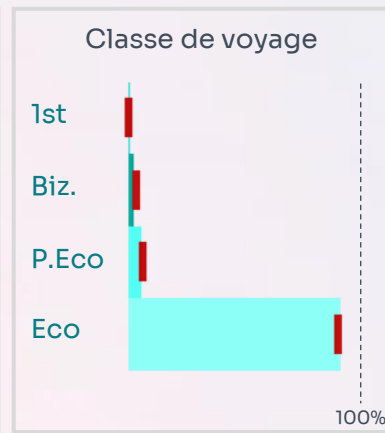 Classe de voyage
1st
Biz.
P.Eco
Eco
100%